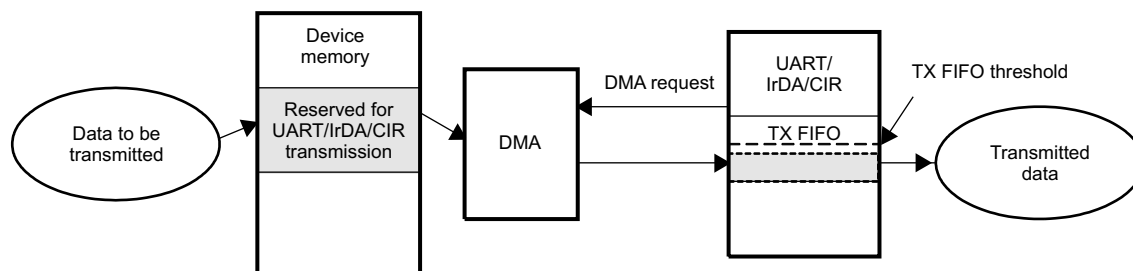 Device
memory
Reserved for
UART/IrDA/CIR
transmission
Data to be
transmitted
DMA
DMA request
UART/
IrDA/CIR
TX FIFO
TX FIFO threshold
Transmitted
data